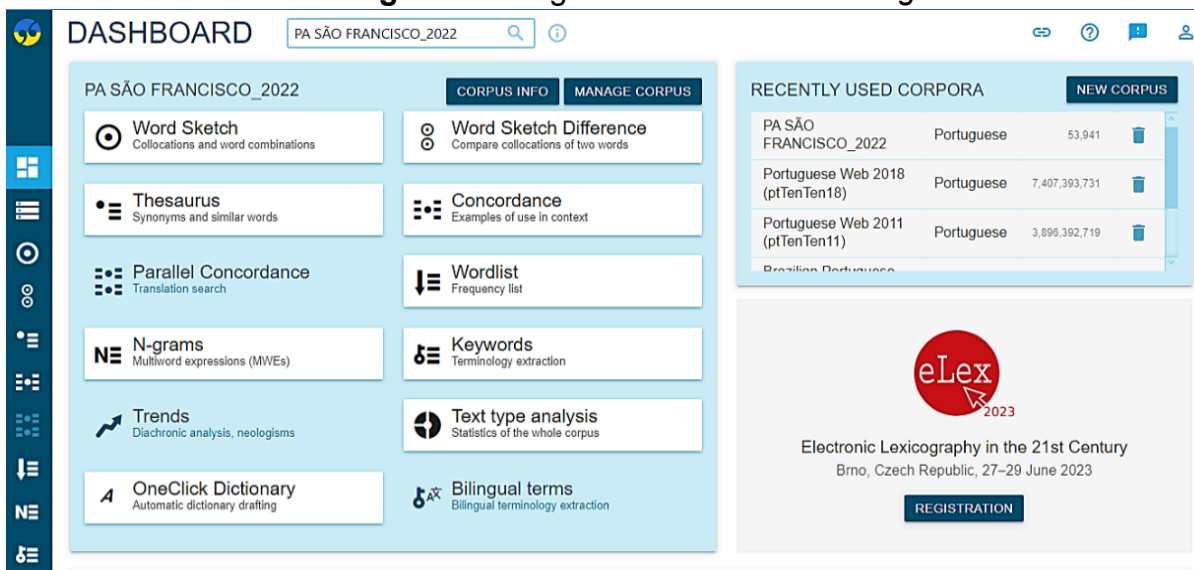 DASHBOARD
PA SÃO FRANCISCO_2022
PA SÃO FRANCISCO_2022
CORPUS INFO
MANAGE CORPUS
Word Sketch
Collocations and word combinations
Word Sketch Difference
Compare collocations of two words
Thesaurus
Synonyms and similar words
Concordance
Examples of use in context
Parallel Concordance
Translation search
Wordlist
Frequency list
N-grams
Multiword expressions (MWEs)
Keywords
Terminology extraction
Trends
Diachronic analysis, neologisms
Text type analysis
Statistics of the whole corpus
OneClick Dictionary
Automatic dictionary drafting
Bilingual terms
Bilingual terminology extraction
RECENTLY USED CORPORA
NEW CORPUS
PA SÃO FRANCISCO_2022 Portuguese 53,941
Portuguese Web 2018 (ptTenTen18) Portuguese 7,407,393,731
Portuguese Web 2011 (ptTenTen11) Portuguese 3,896,392,719
eLex
2023
Electronic Lexicography in the 21st Century
Brno, Czech Republic, 27–29 June 2023
REGISTRATION